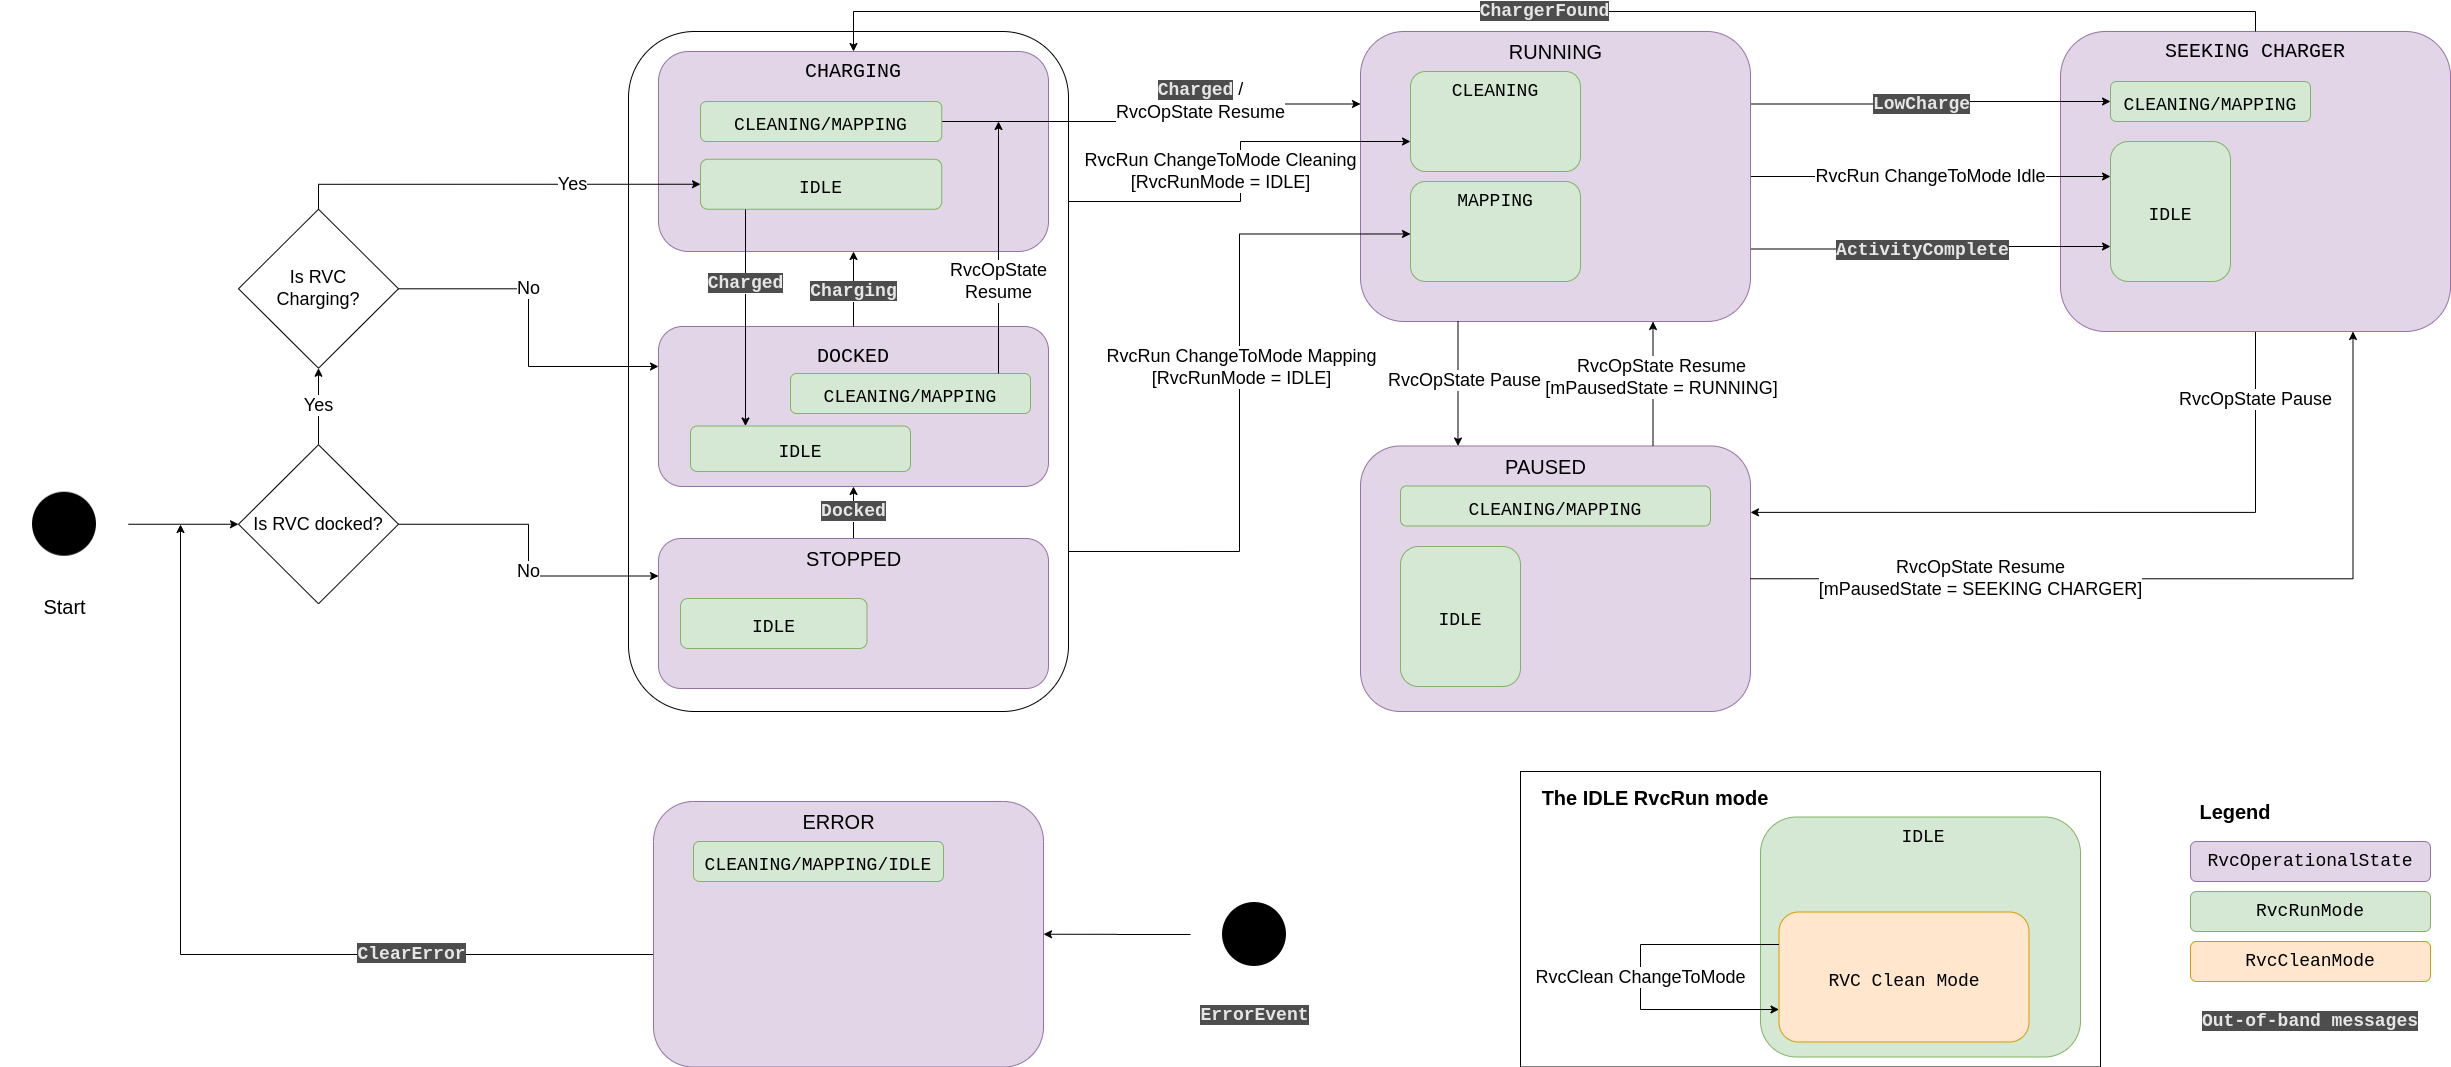 ChargerFound
CHARGING
CLEANING/MAPPING
IDLE
Charged /
RvcOpState Resume
RvcRun ChangeToMode Cleaning
[RvcRunMode = IDLE]
RUNNING
CLEANING
MAPPING
LowCharge
RvcRun ChangeToMode Idle
ActivityComplete
SEEKING CHARGER
CLEANING/MAPPING
IDLE
Yes
Is RVC
Charging?
No
Yes
Is RVC docked?
No
Start
Charged
Charging
RvcOpState
Resume
DOCKED
CLEANING/MAPPING
IDLE
Docked
STOPPED
IDLE
RvcRun ChangeToMode Mapping
[RvcRunMode = IDLE]
RvcOpState Pause
RvcOpState Resume
[mPausedState = RUNNING]
RvcOpState Pause
PAUSED
CLEANING/MAPPING
IDLE
RvcOpState Resume
[mPausedState = SEEKING CHARGER]
ERROR
CLEANING/MAPPING/IDLE
ClearError
ErrorEvent
The IDLE RvcRun mode
IDLE
RvcClean ChangeToMode
RVC Clean Mode
Legend
RvcOperationalState
RvcRunMode
RvcCleanMode
Out-of-band messages